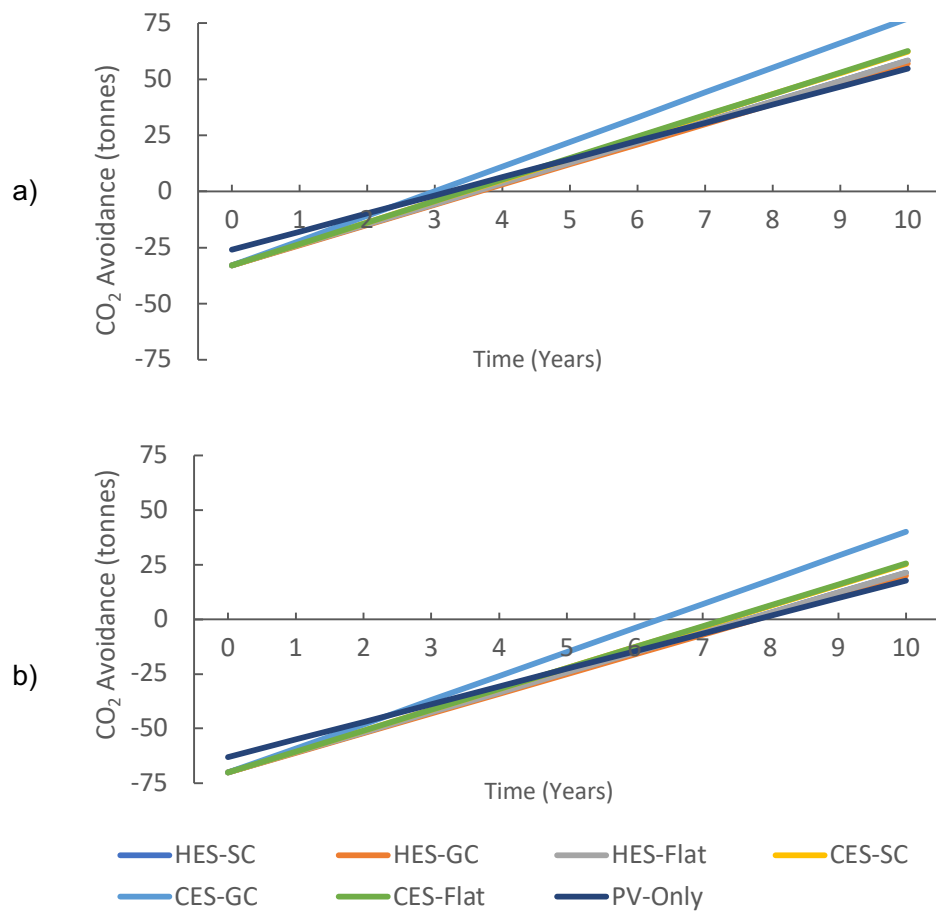 a)
CO₂ Avoidance (tonnes)
75
50
25
0
-25
-50
-75
0 1 2 3 4 5 6 7 8 9 10
Time (Years)
b)
CO₂ Avoidance (tonnes)
75
50
25
0
-25
-50
-75
0 1 2 3 4 5 6 7 8 9 10
Time (Years)
HES-SC HES-GC HES-Flat CES-SC
CES-GC CES-Flat PV-Only